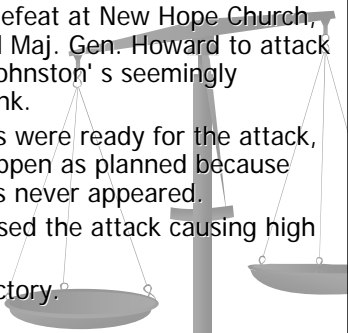 efeat at New Hope Church,
Maj. Gen. Howard to attack
ohnston' s seemingly
nk.
s were ready for the attack,
ppen as planned because
s never appeared.
sed the attack causing high
ctory.